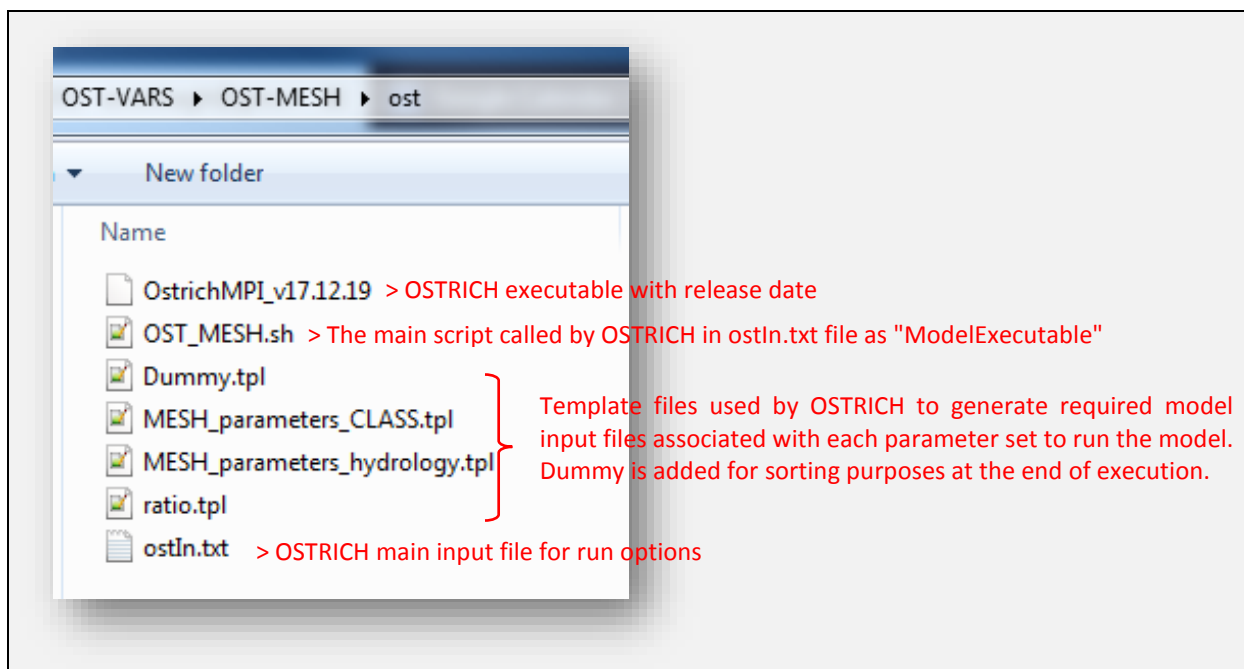 OST-VARS ▸ OST-MESH ▸ ost
New folder
Name
OstrichMPI_v17.12.19 > OSTRICH executable with release date
OST_MESH.sh > The main script called by OSTRICH in ostIn.txt file as "ModelExecutable"
Dummy.tpl
MESH_parameters_CLASS.tpl
MESH_parameters_hydrology.tpl
ratio.tpl
Template files used by OSTRICH to generate required model
input files associated with each parameter set to run the model.
Dummy is added for sorting purposes at the end of execution.
ostIn.txt > OSTRICH main input file for run options